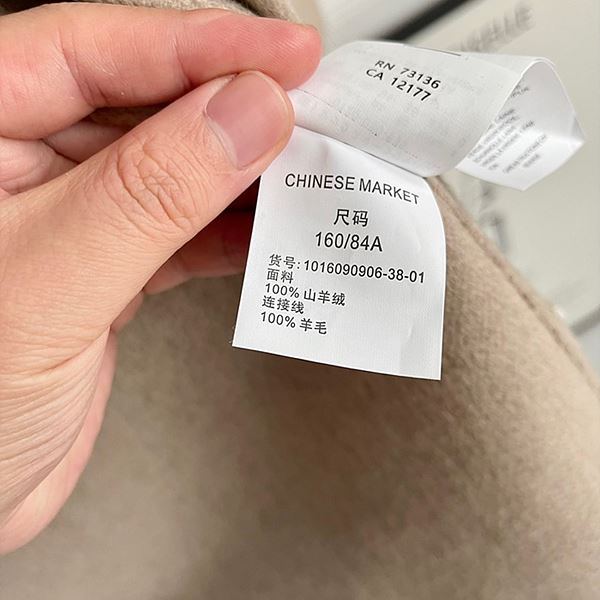 RN 73136
CA 12177
CHINESE MARKET
尺码
160/84A
货号: 1016090906-38-01
面料
100% 山羊绒
连接线
100% 羊毛